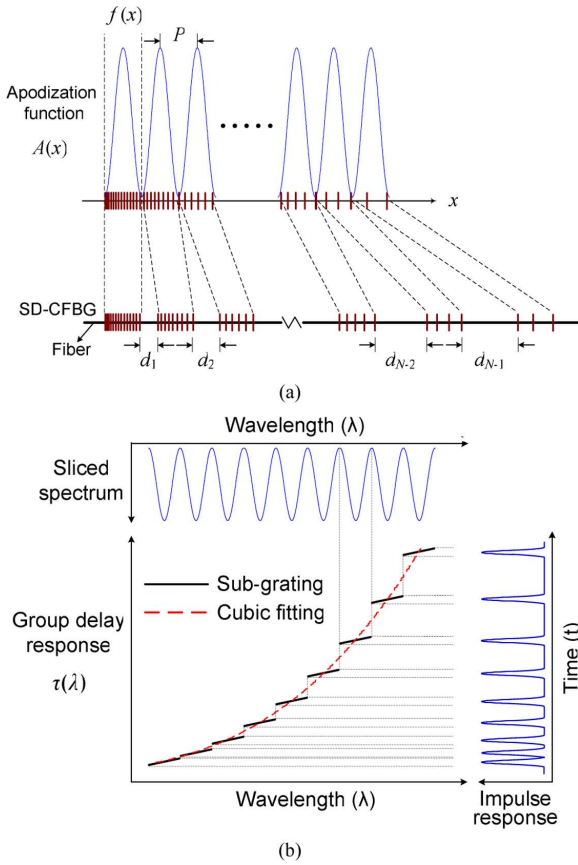 f(x)
P
Apodization
function
A(x)
x
SD-CFBG
Fiber
d1
d2
dN-2
dN-1
(a)
Wavelength (λ)
Sliced
spectrum
Sub-grating
Cubic fitting
Group delay
response
τ(λ)
Time (t)
Wavelength (λ)
Impulse
response
(b)